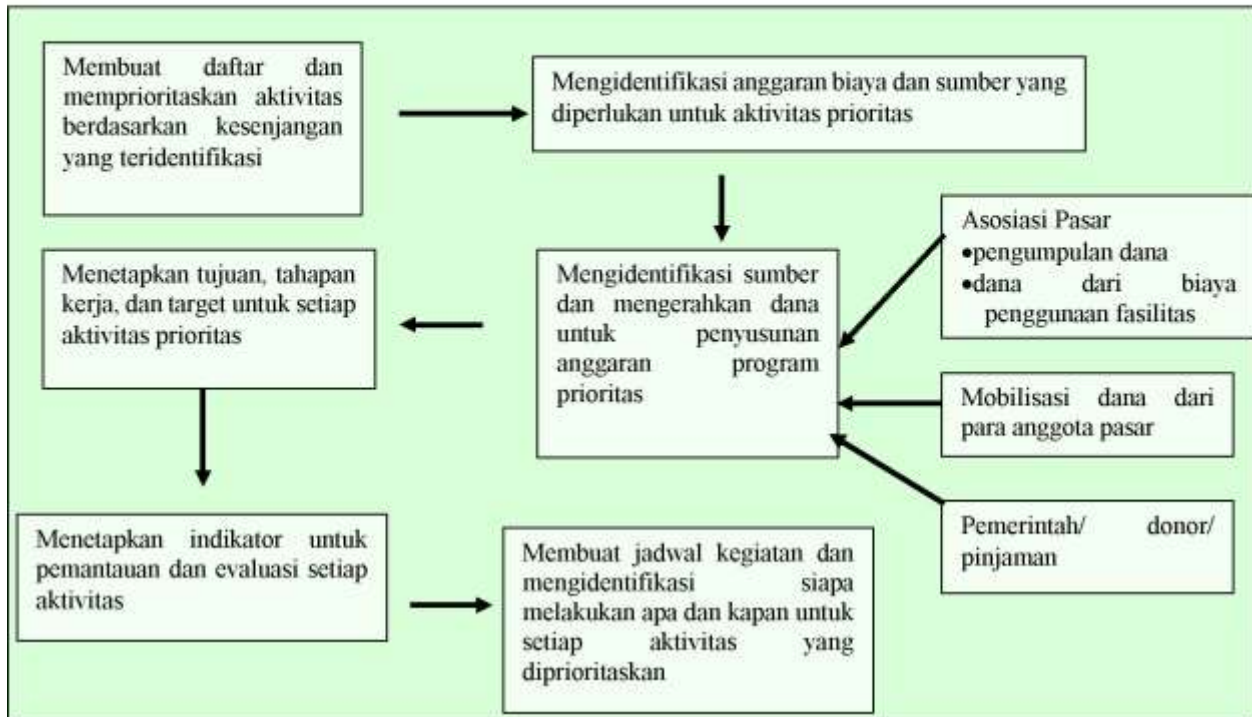 Membuat daftar dan
memprioritaskan aktivitas
berdasarkan kesenjangan
yang teridentifikasi
Mengidentifikasi anggaran biaya dan sumber yang
diperlukan untuk aktivitas prioritas
Asosiasi Pasar
•pengumpulan dana
•dana dari biaya
penggunaan fasilitas
Mengidentifikasi sumber
dan mengerahkan dana
untuk penyusunan
anggaran program
prioritas
Menetapkan tujuan, tahapan
kerja, dan target untuk setiap
aktivitas prioritas
Mobilisasi dana dari
para anggota pasar
Pemerintah/ donor/
pinjaman
Menetapkan indikator untuk
pemantauan dan evaluasi setiap
aktivitas
Membuat jadwal kegiatan dan
mengidentifikasi siapa
melakukan apa dan kapan untuk
setiap aktivitas yang
diprioritaskan